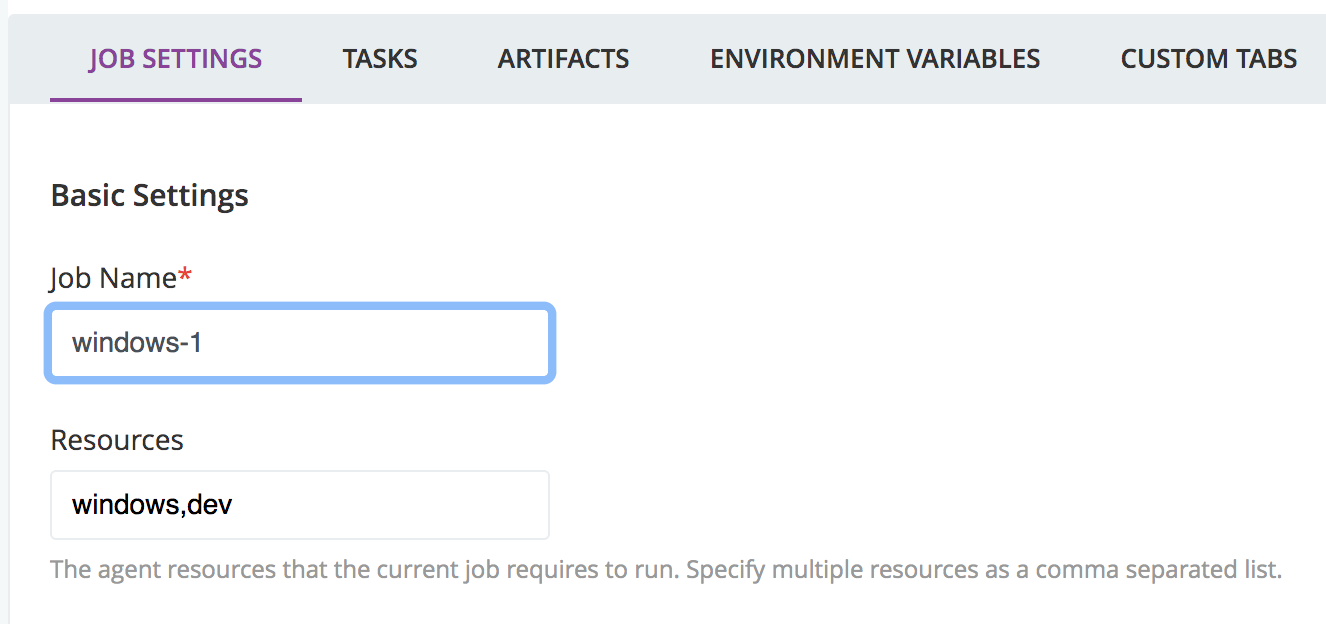 JOB SETTINGS TASKS ARTIFACTS ENVIRONMENT VARIABLES CUSTOM TABS
Basic Settings
Job Name*
windows-1
Resources
windows,dev
The agent resources that the current job requires to run. Specify multiple resources as a comma separated list.